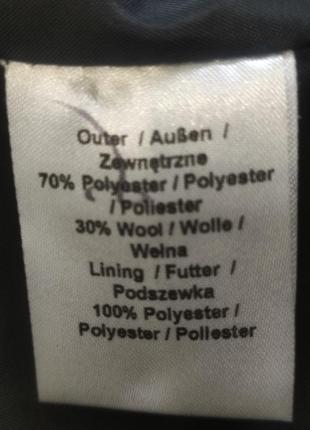 Outer / Außen /
Zewnętrzne
70% Polyester / Polyester
/ Poliester
30% Wool / Wolle /
Wełna
Lining / Futter /
Podszewka
100% Polyester /
Polyester / Poliester